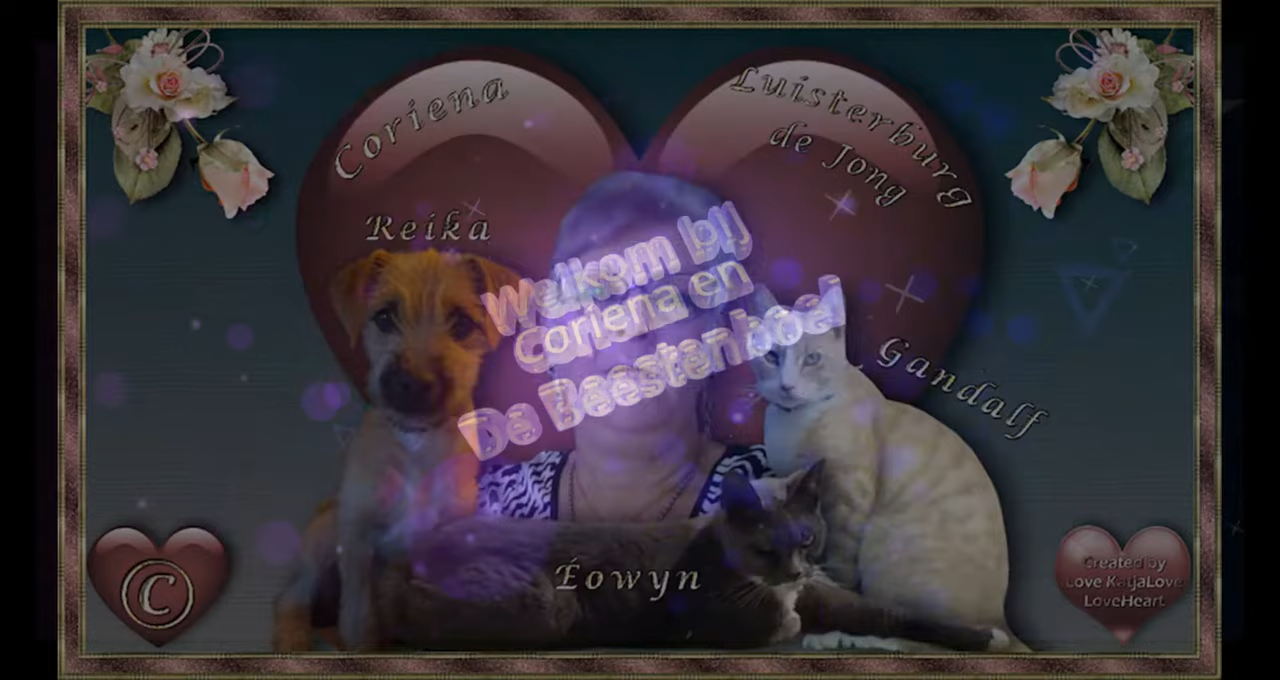 Coriena
Luisterburg
de Jong
Reika
Welkom bij
coriena en
De Beestenboel
Gandalf
Éowyn
C
Created by
Love KatjaLove
LoveHeart